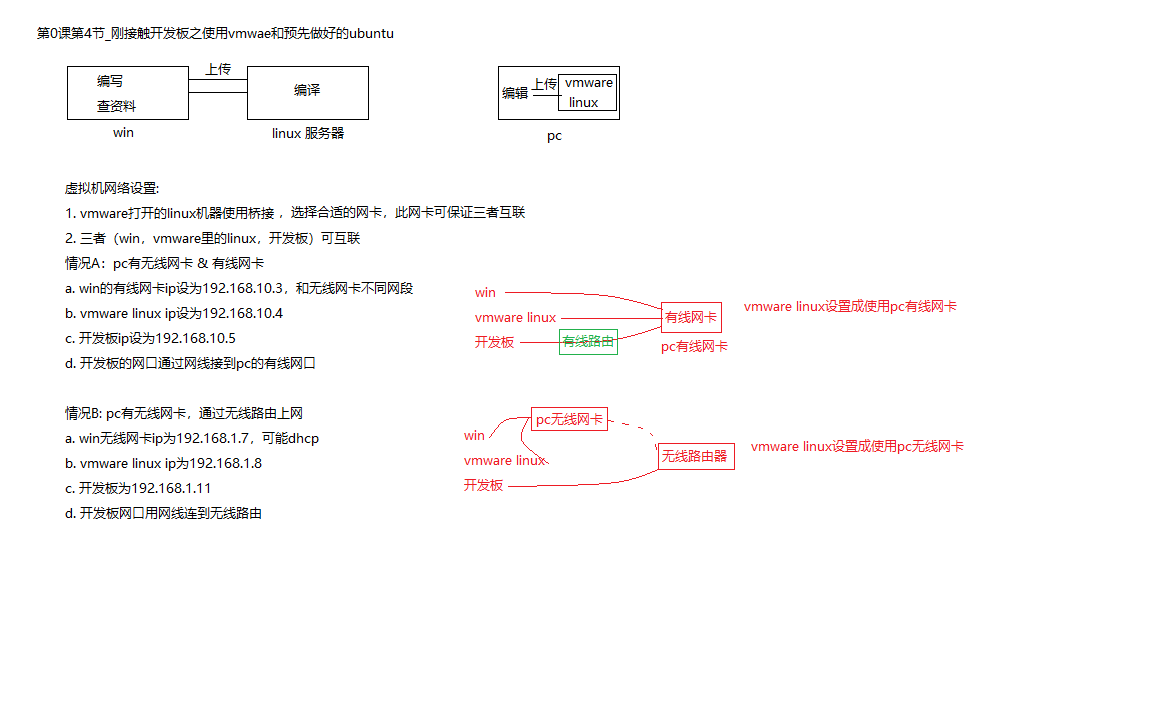 第0课第4节_刚接触开发板之使用vmwae和预先做好的ubuntu
编写
查资料
win
上传
编译
linux 服务器
编辑
上传
vmware
linux
pc
虚拟机网络设置:
1. vmware打开的linux机器使用桥接 ，选择合适的网卡，此网卡可保证三者互联
2. 三者（win，vmware里的linux，开发板）可互联
情况A：pc有无线网卡 & 有线网卡
a. win的有线网卡ip设为192.168.10.3，和无线网卡不同网段
b. vmware linux ip设为192.168.10.4
c. 开发板ip设为192.168.10.5
d. 开发板的网口通过网线接到pc的有线网口
win
vmware linux
开发板
有线路由
有线网卡
pc有线网卡
vmware linux设置成使用pc有线网卡
情况B: pc有无线网卡，通过无线路由上网
a. win无线网卡ip为192.168.1.7，可能dhcp
b. vmware linux ip为192.168.1.8
c. 开发板为192.168.1.11
d. 开发板网口用网线连到无线路由
pc无线网卡
win
vmware linux
开发板
无线路由器
vmware linux设置成使用pc无线网卡